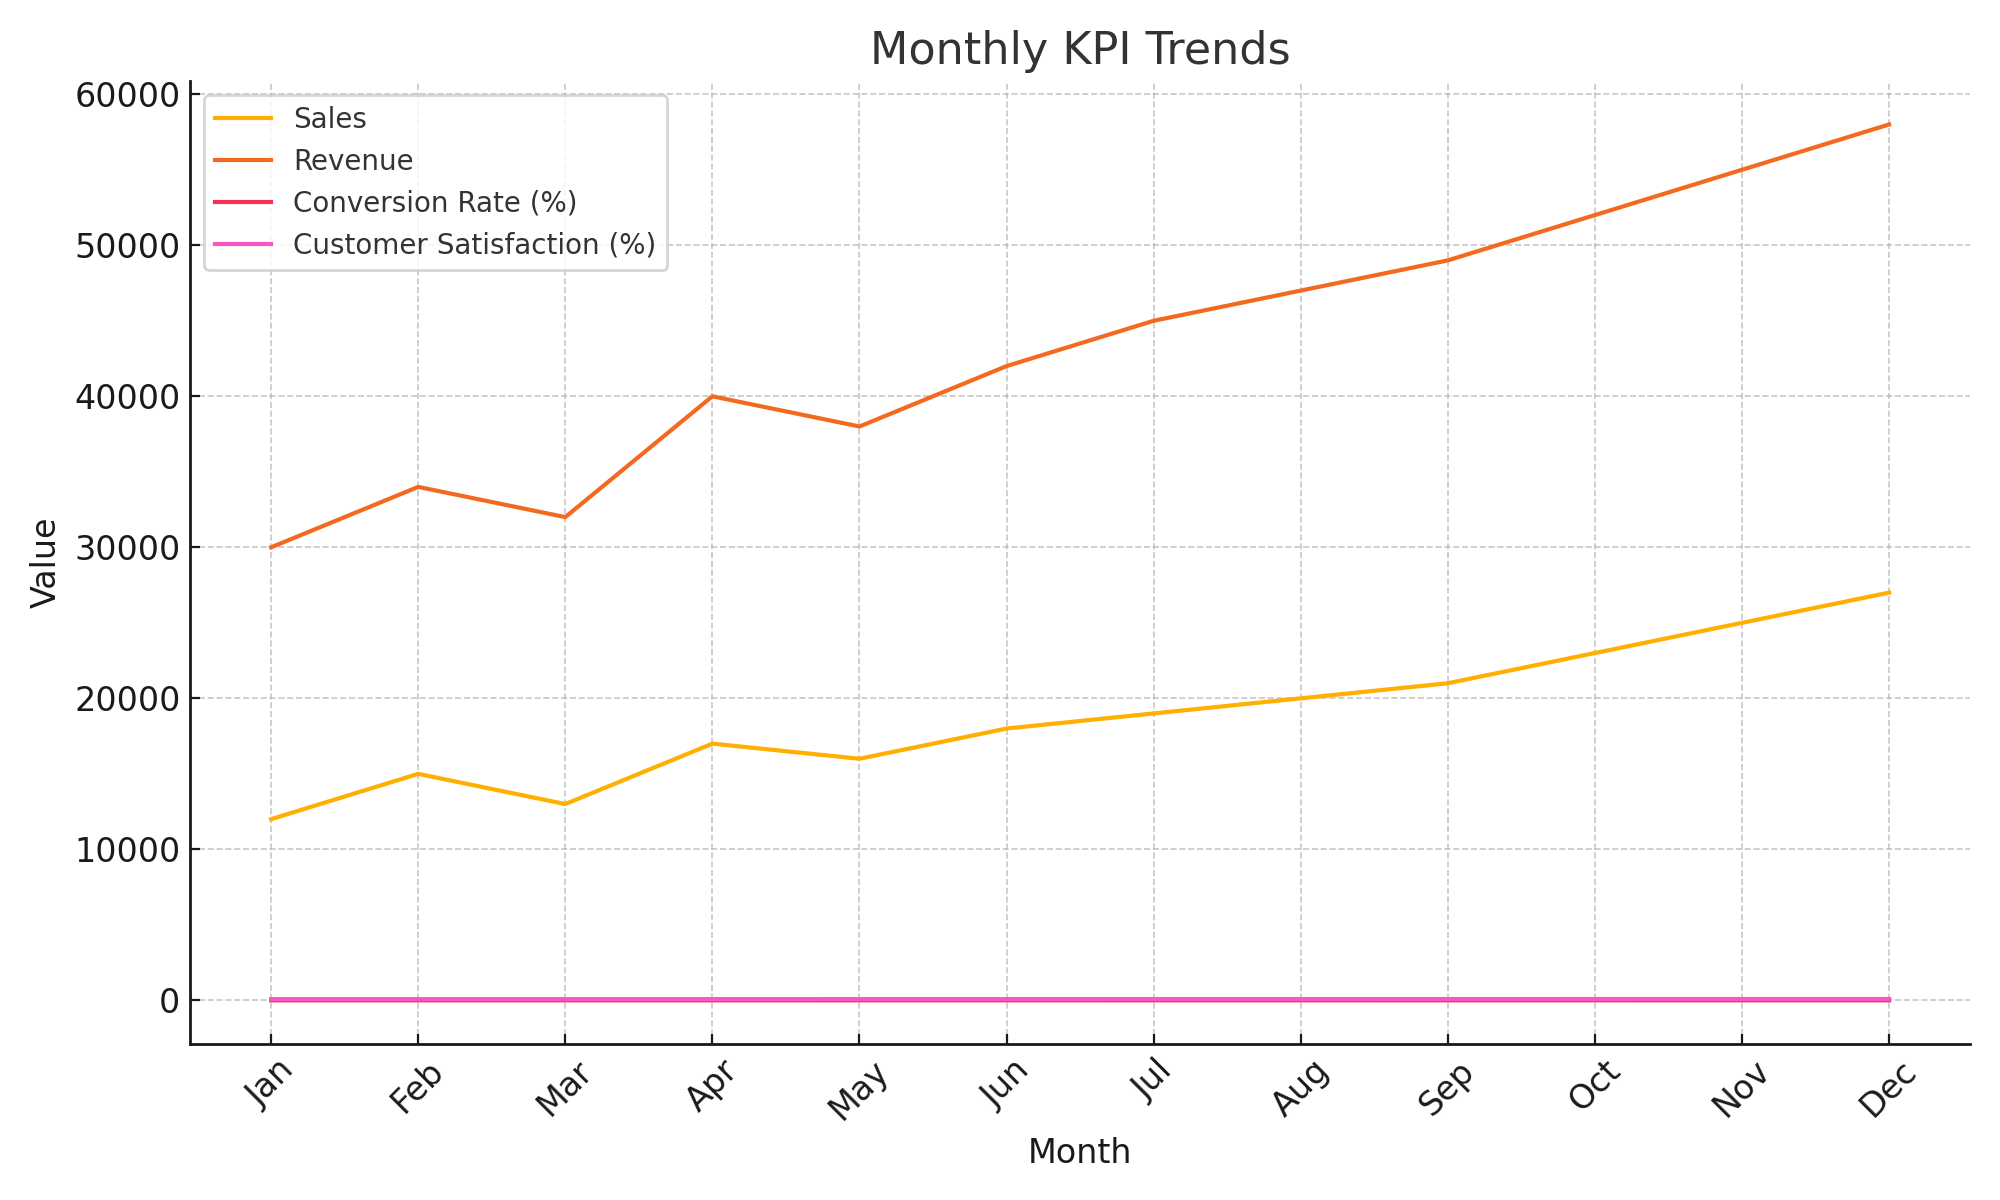 Monthly KPI Trends
60000
50000
40000
30000
20000
10000
0
Value
Sales
Revenue
Conversion Rate (%)
Customer Satisfaction (%)
Jan Feb Mar Apr May Jun Jul Aug Sep Oct Nov Dec
Month